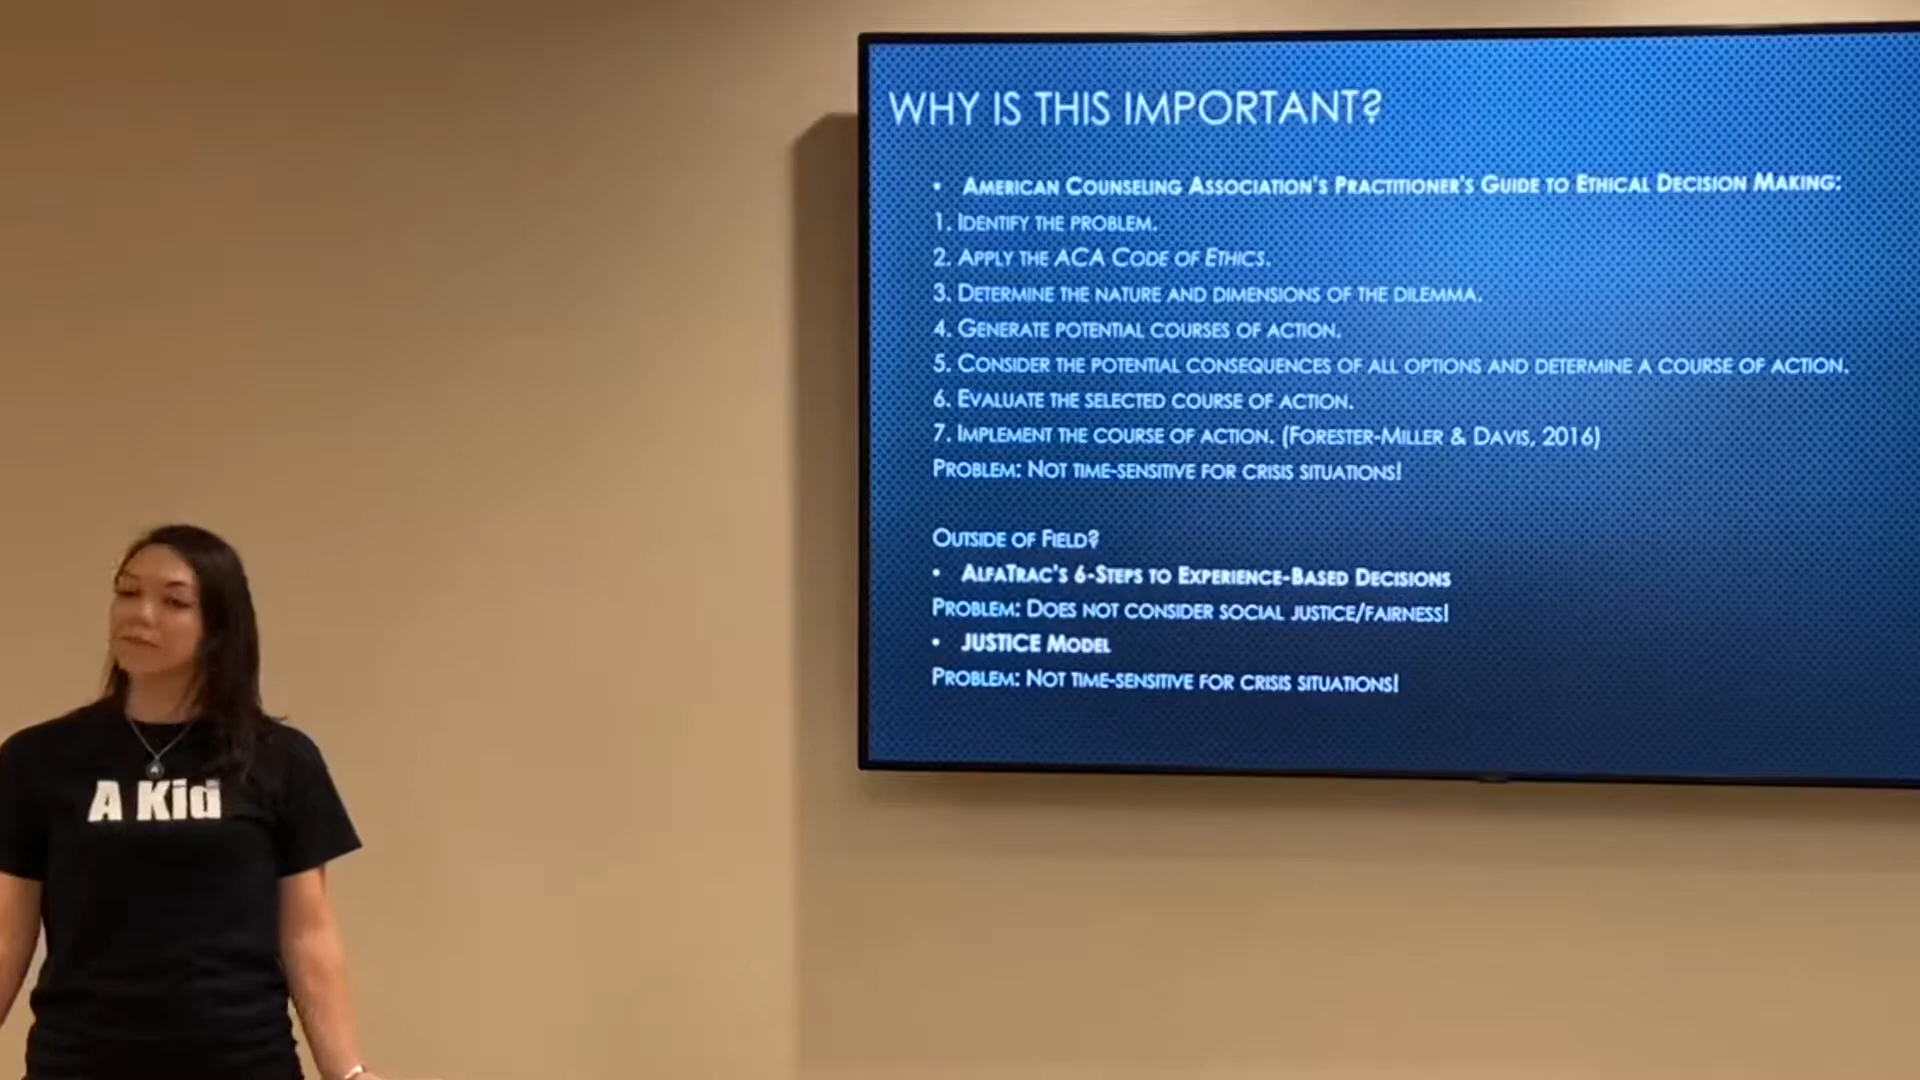 WHY IS THIS IMPORTANT?
• AMERICAN COUNSELING ASSOCIATION'S PRACTITIONER'S GUIDE TO ETHICAL DECISION MAKING:
1. IDENTIFY THE PROBLEM.
2. APPLY THE ACA CODE OF ETHICS.
3. DETERMINE THE NATURE AND DIMENSIONS OF THE DILEMMA.
4. GENERATE POTENTIAL COURSES OF ACTION.
5. CONSIDER THE POTENTIAL CONSEQUENCES OF ALL OPTIONS AND DETERMINE A COURSE OF ACTION.
6. EVALUATE THE SELECTED COURSE OF ACTION.
7. IMPLEMENT THE COURSE OF ACTION. (FORESTER-MILLER & DAVIS, 2016)
PROBLEM: NOT TIME-SENSITIVE FOR CRISIS SITUATIONS!
OUTSIDE OF FIELD?
• ALFATRAC'S 6-STEPS TO EXPERIENCE-BASED DECISIONS
PROBLEM: DOES NOT CONSIDER SOCIAL JUSTICE/FAIRNESS!
• JUSTICE MODEL
PROBLEM: NOT TIME-SENSITIVE FOR CRISIS SITUATIONS!
A Kid